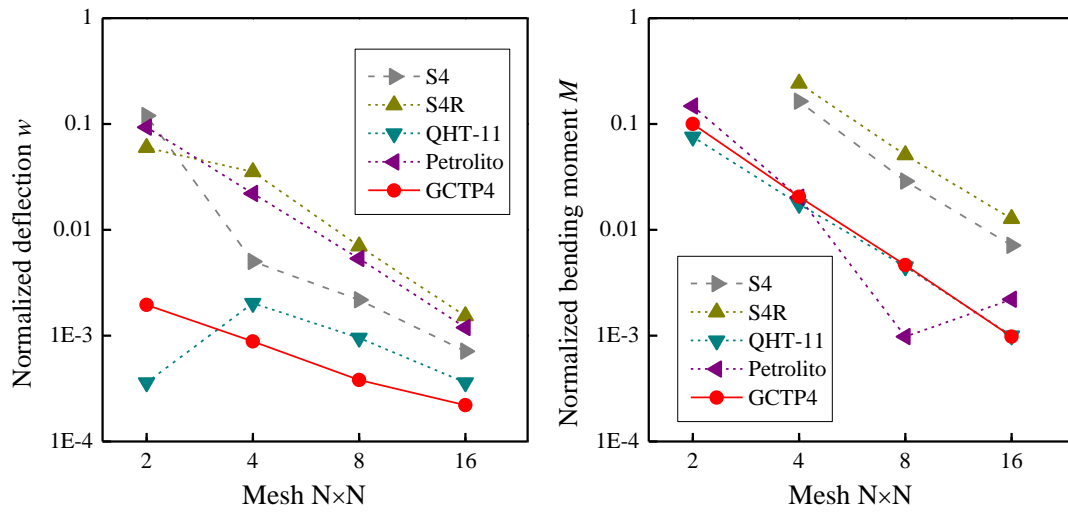 Normalized deflection w
1
0.1
0.01
1E-3
1E-4
S4
S4R
QHT-11
Petrolito
GCTP4
2 4 8 16
Mesh N×N
Normalized bending moment M
1
0.1
0.01
1E-3
1E-4
S4
S4R
QHT-11
Petrolito
GCTP4
2 4 8 16
Mesh N×N